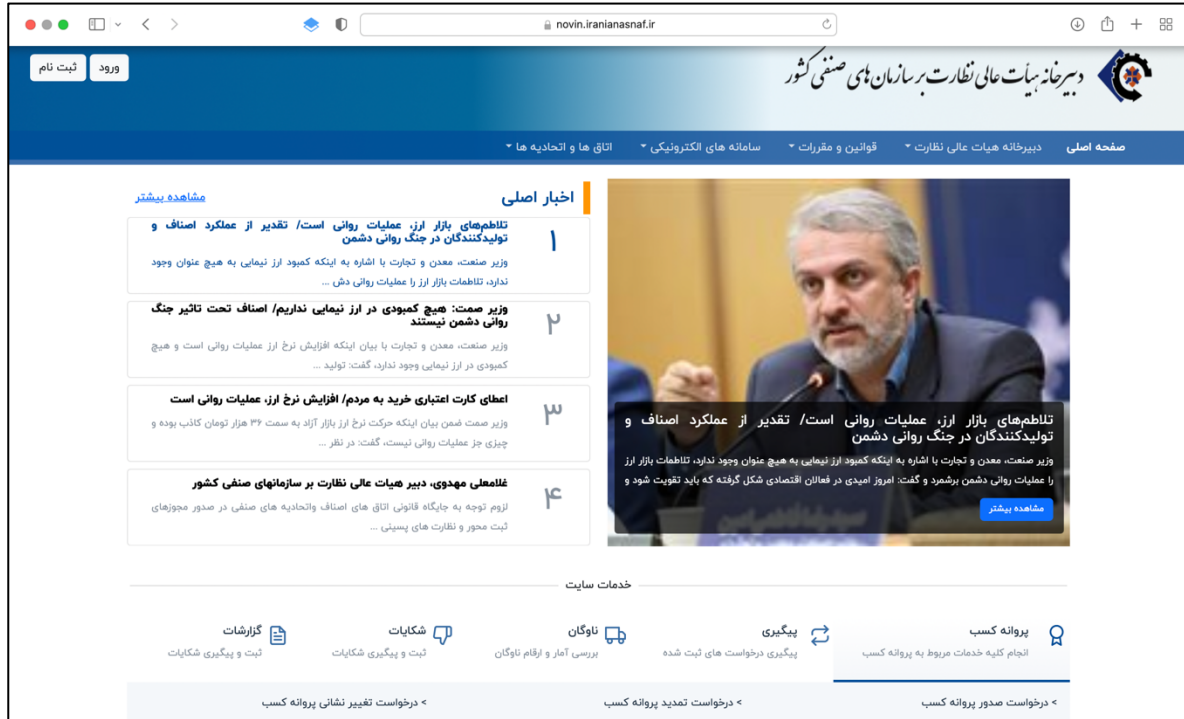 novin.iranianasnaf.ir
دبیرخانه هیأت عالی نظارت بر سازمان های صنفی کشور
ثبت نام
ورود
صفحه اصلی
دبیرخانه هیات عالی نظارت
قوانین و مقررات
سامانه های الکترونیکی
اتاق ها و اتحادیه ها
تلاطم‌های بازار ارز، عملیات روانی است/ تقدیر از عملکرد اصناف و
تولیدکنندگان در جنگ روانی دشمن
وزیر صنعت، معدن و تجارت با اشاره به اینکه کمبود ارز نیمایی به هیچ عنوان وجود ندارد، تلاطمات بازار ارز
را عملیات روانی دشمن برشمرد و گفت: امروز امیدی در فعالان اقتصادی شکل گرفته که باید تقویت شود و
مشاهده بیشتر
اخبار اصلی
مشاهده بیشتر
۱
تلاطم‌های بازار ارز، عملیات روانی است/ تقدیر از عملکرد اصناف و
تولیدکنندگان در جنگ روانی دشمن
وزیر صنعت، معدن و تجارت با اشاره به اینکه کمبود ارز نیمایی به هیچ عنوان وجود
ندارد، تلاطمات بازار ارز را عملیات روانی دش ...
۲
وزیر صمت: هیچ کمبودی در ارز نیمایی نداریم/ اصناف تحت تاثیر جنگ
روانی دشمن نیستند
وزیر صنعت، معدن و تجارت با بیان اینکه افزایش نرخ ارز عملیات روانی است و هیچ
کمبودی در ارز نیمایی وجود ندارد، گفت: تولید ...
۳
اعطای کارت اعتباری خرید به مردم/ افزایش نرخ ارز، عملیات روانی است
وزیر صمت ضمن بیان اینکه حرکت نرخ ارز بازار آزاد به سمت ۳۶ هزار تومان کاذب بوده و
چیزی جز عملیات روانی نیست، گفت: در نظر ...
۴
غلامعلی مهدوی، دبیر هیات عالی نظارت بر سازمانهای صنفی کشور
لزوم توجه به جایگاه قانونی اتاق های اصناف واتحادیه های صنفی در صدور مجوزهای
ثبت محور و نظارت های پسینی ...
خدمات سایت
پروانه کسب
انجام کلیه خدمات مربوط به پروانه کسب
پیگیری
پیگیری درخواست های ثبت شده
ناوگان
بررسی آمار و ارقام ناوگان
شکایات
ثبت و پیگیری شکایات
گزارشات
ثبت و پیگیری شکایات
> درخواست صدور پروانه کسب
> درخواست تمدید پروانه کسب
> درخواست تغییر نشانی پروانه کسب